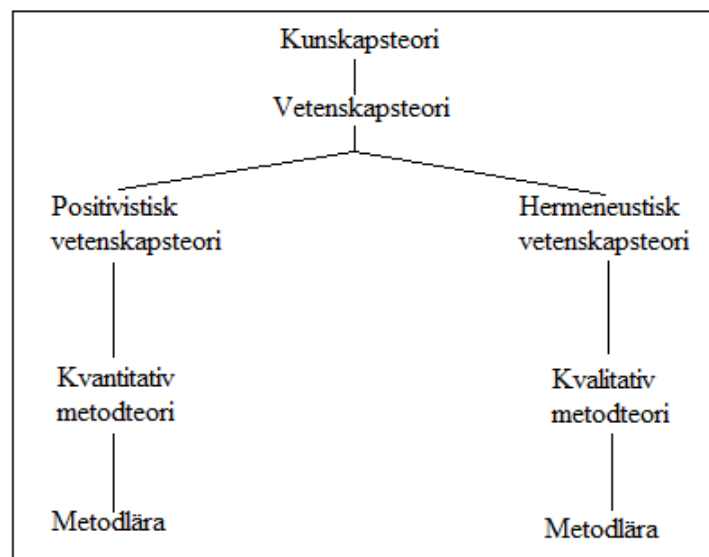 Kunskapsteori
Vetenskapsteori
Positivistisk
vetenskapsteori
Hermeneustisk
vetenskapsteori
Kvantitativ
metodteori
Kvalitativ
metodteori
Metodlära
Metodlära